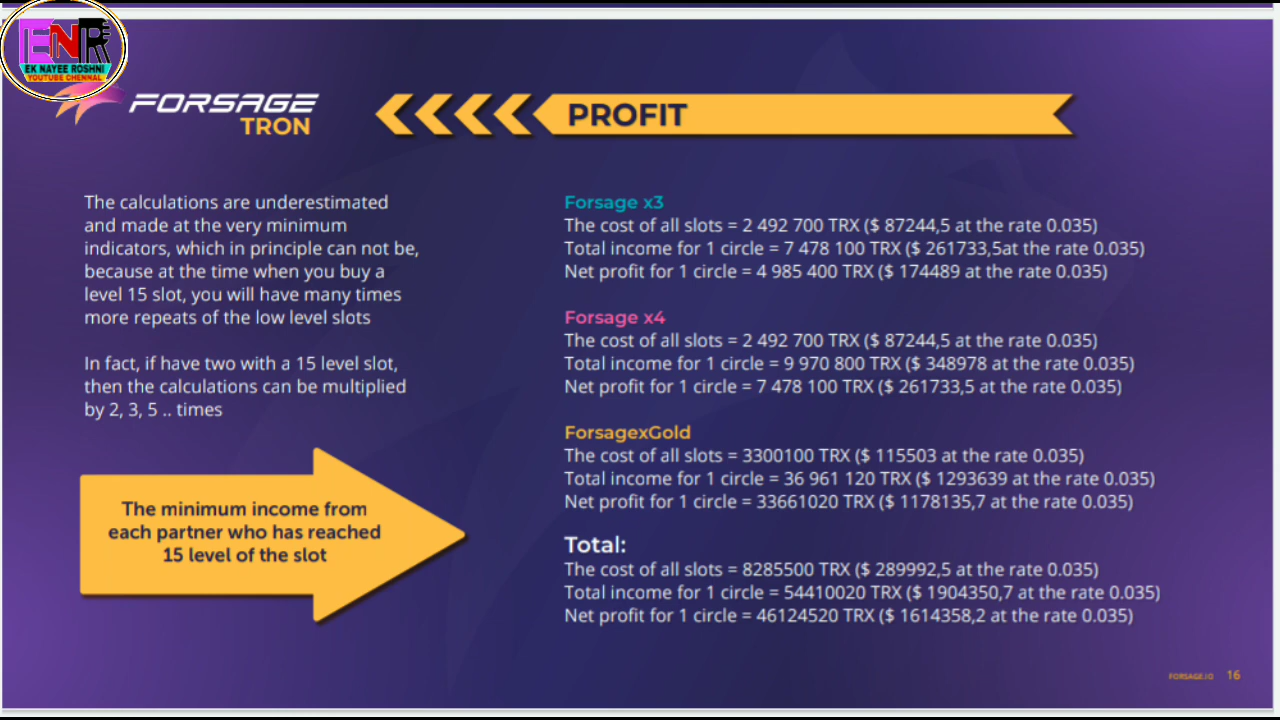 ENR
EK NAYEE ROSHNI
YOUTUBE CHENNAL
FORSAGE
TRON
PROFIT
The calculations are underestimated
and made at the very minimum
indicators, which in principle can not be,
because at the time when you buy a
level 15 slot, you will have many times
more repeats of the low level slots
In fact, if have two with a 15 level slot,
then the calculations can be multiplied
by 2, 3, 5 .. times
The minimum income from
each partner who has reached
15 level of the slot
Forsage x3
The cost of all slots = 2 492 700 TRX ($ 87244,5 at the rate 0.035)
Total income for 1 circle = 7 478 100 TRX ($ 261733,5at the rate 0.035)
Net profit for 1 circle = 4 985 400 TRX ($ 174489 at the rate 0.035)
Forsage x4
The cost of all slots = 2 492 700 TRX ($ 87244,5 at the rate 0.035)
Total income for 1 circle = 9 970 800 TRX ($ 348978 at the rate 0.035)
Net profit for 1 circle = 7 478 100 TRX ($ 261733,5 at the rate 0.035)
ForsagexGold
The cost of all slots = 3300100 TRX ($ 115503 at the rate 0.035)
Total income for 1 circle = 36 961 120 TRX ($ 1293639 at the rate 0.035)
Net profit for 1 circle = 33661020 TRX ($ 1178135,7 at the rate 0.035)
Total:
The cost of all slots = 8285500 TRX ($ 289992,5 at the rate 0.035)
Total income for 1 circle = 54410020 TRX ($ 1904350,7 at the rate 0.035)
Net profit for 1 circle = 46124520 TRX ($ 1614358,2 at the rate 0.035)
FORSAGE.IO 16